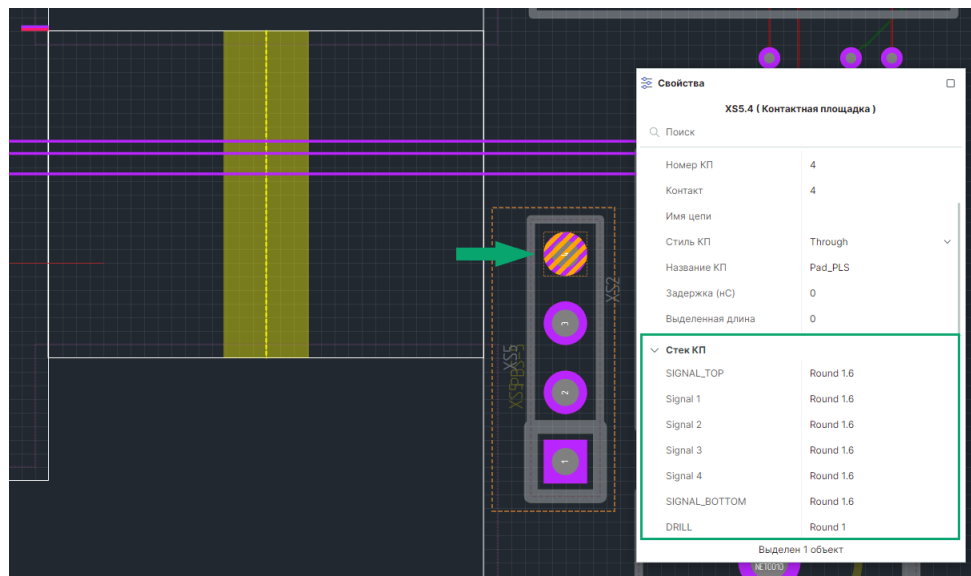 Свойства
XS5.4 ( Контактная площадка )
Поиск
Номер КП 4
Контакт 4
Имя цепи
Стиль КП Through
Название КП Pad_PLS
Задержка (нС) 0
Выделенная длина 0
Стек КП
SIGNAL_TOP Round 1.6
Signal 1 Round 1.6
Signal 2 Round 1.6
Signal 3 Round 1.6
Signal 4 Round 1.6
SIGNAL_BOTTOM Round 1.6
DRILL Round 1
Выделен 1 объект
XS2
3
XS5
2
1